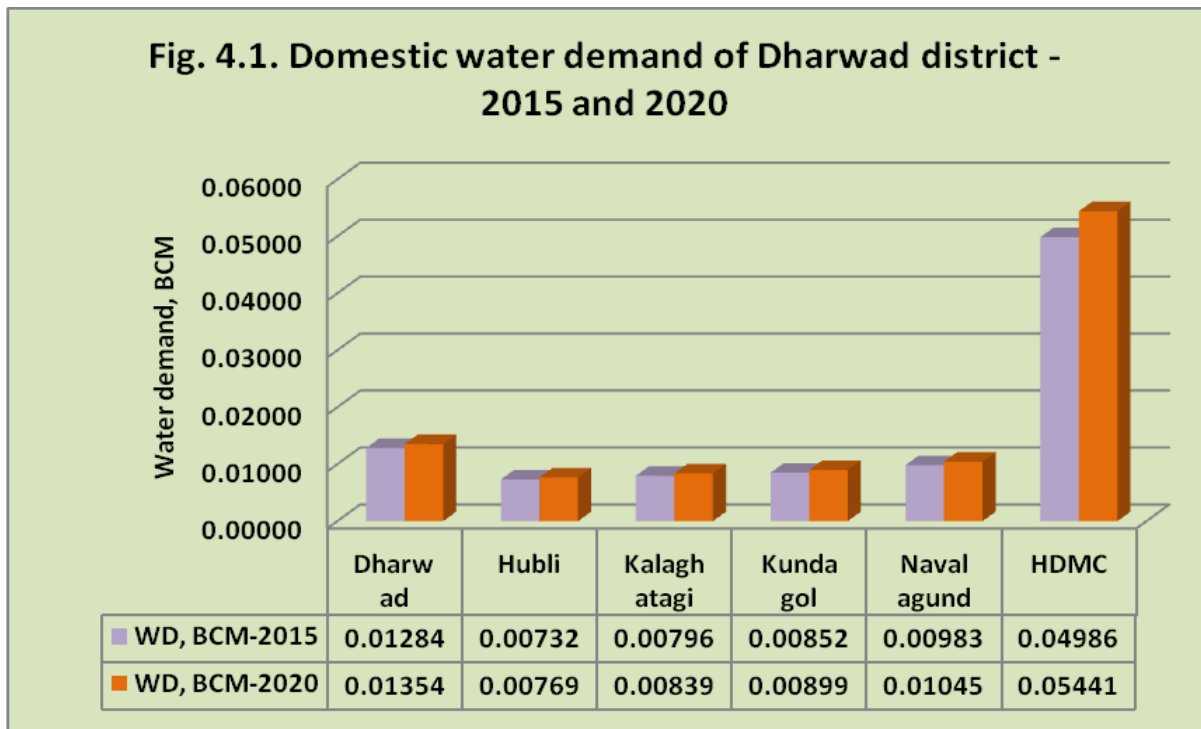 Fig. 4.1. Domestic water demand of Dharwad district -
2015 and 2020
Water demand, BCM
0.06000
0.05000
0.04000
0.03000
0.02000
0.01000
0.00000
Dharw
ad
Hubli
Kalagh
atagi
Kunda
gol
Naval
agund
HDMC
WD, BCM-2015 0.01284 0.00732 0.00796 0.00852 0.00983 0.04986
WD, BCM-2020 0.01354 0.00769 0.00839 0.00899 0.01045 0.05441